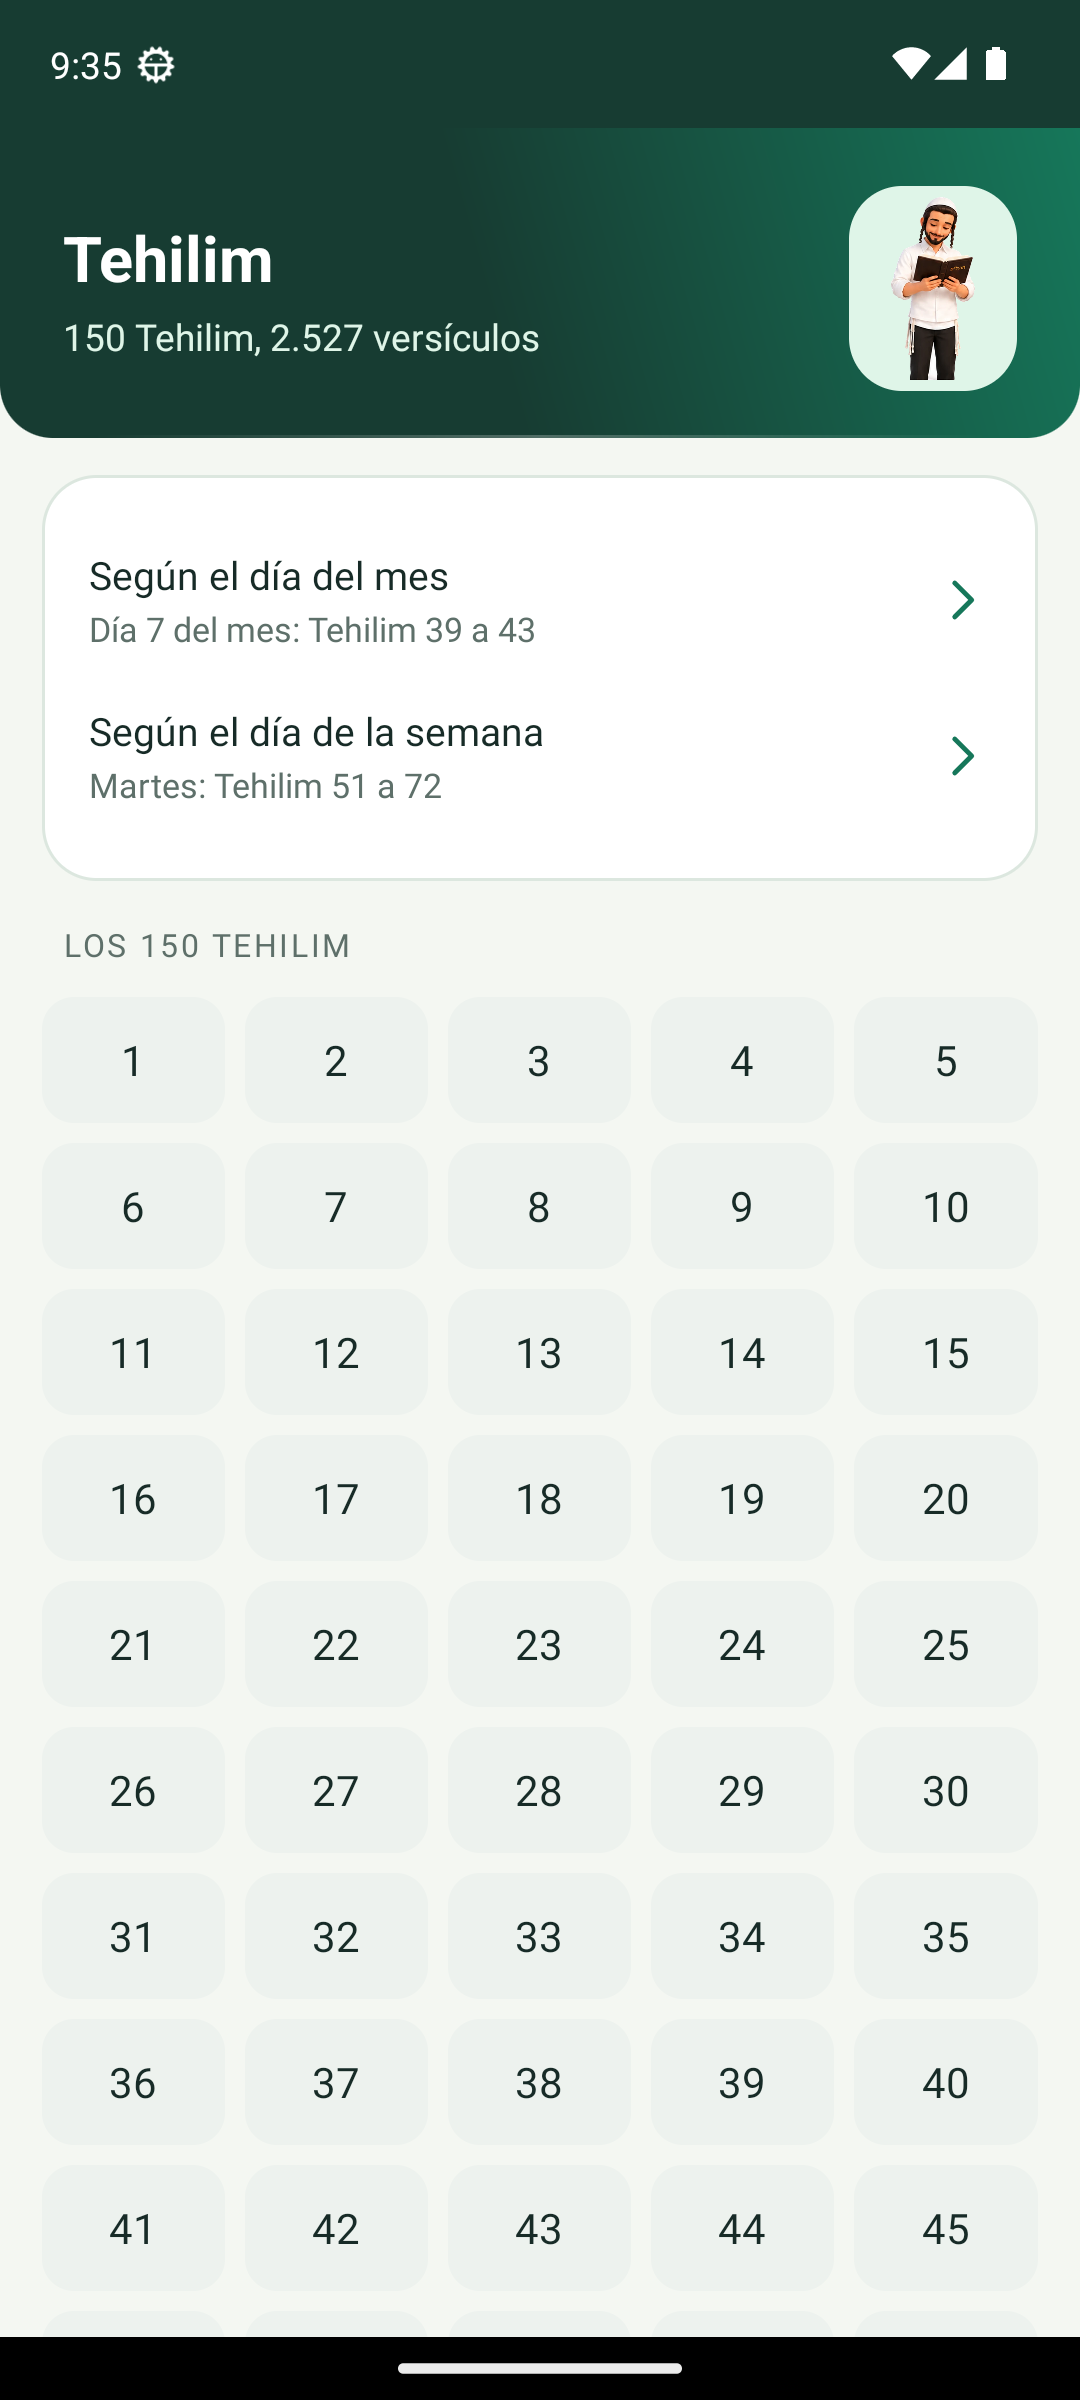 9:35
Tehilim
150 Tehilim, 2.527 versículos
Según el día del mes
Día 7 del mes: Tehilim 39 a 43
Según el día de la semana
Martes: Tehilim 51 a 72
LOS 150 TEHILIM
1 2 3 4 5
6 7 8 9 10
11 12 13 14 15
16 17 18 19 20
21 22 23 24 25
26 27 28 29 30
31 32 33 34 35
36 37 38 39 40
41 42 43 44 45